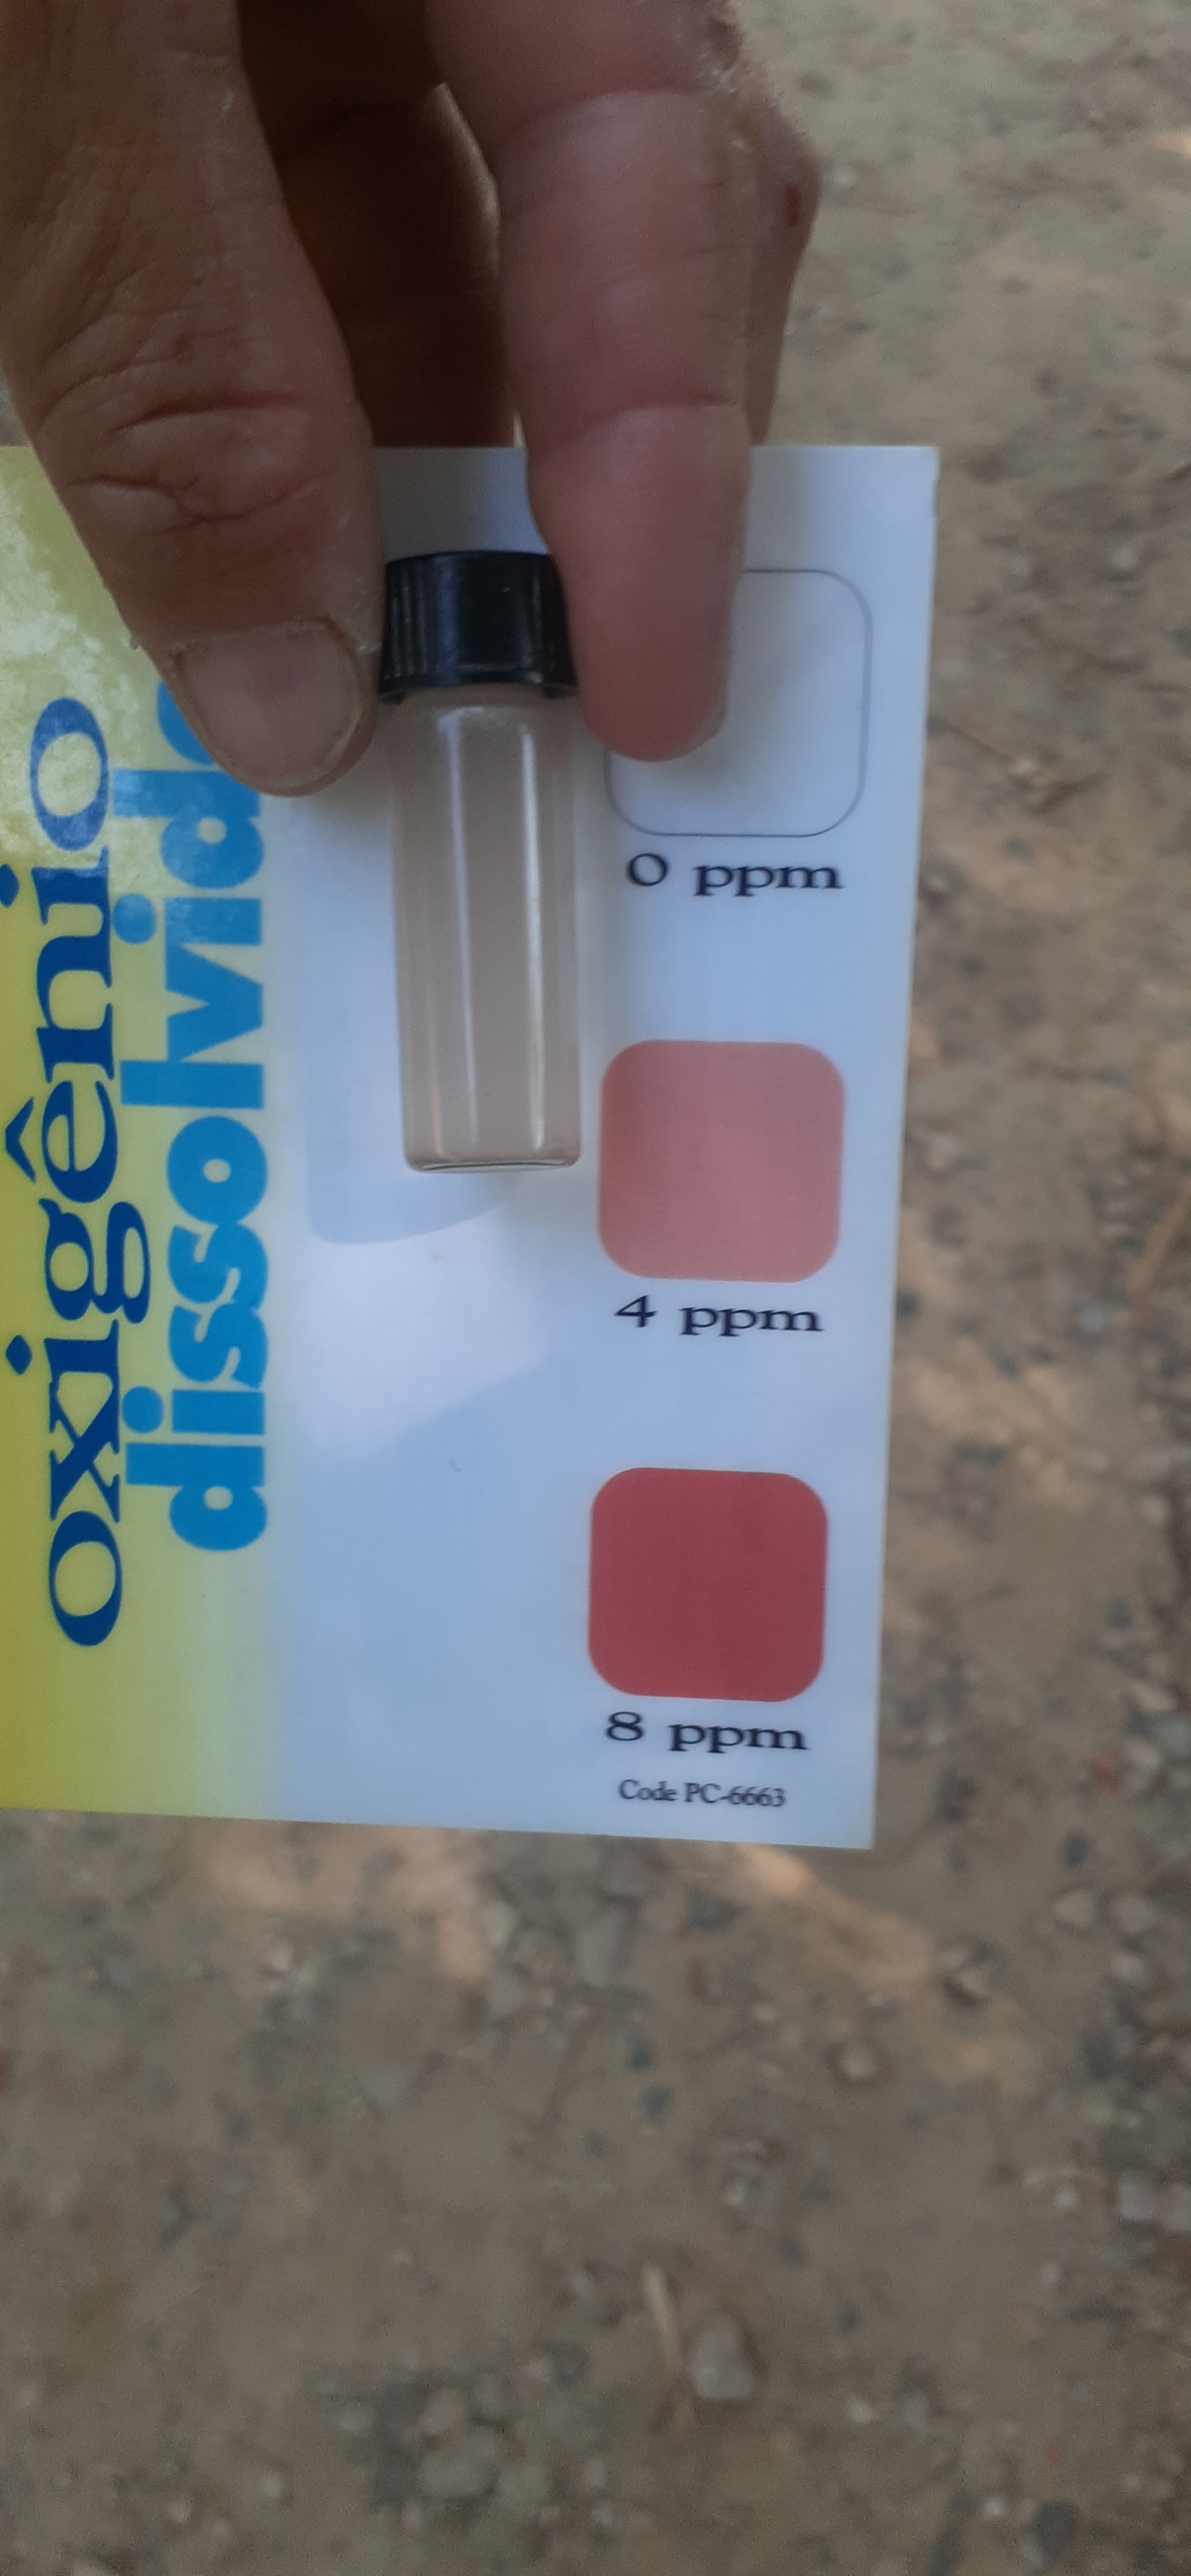 oxigênio
dissolvido
0 ppm
4 ppm
8 ppm
Code PC-6663